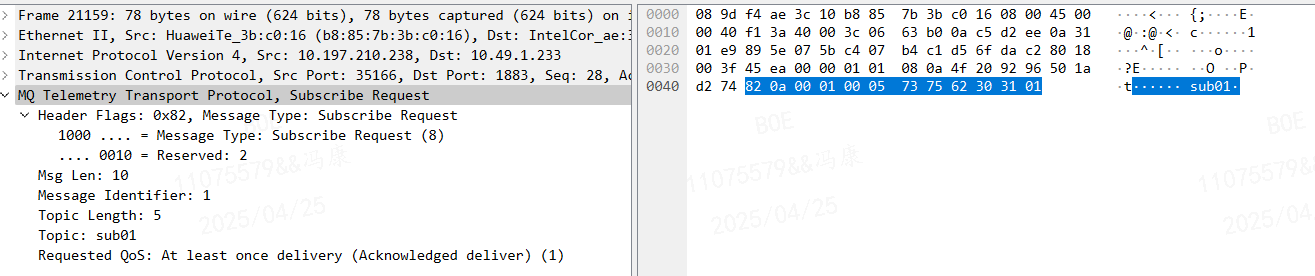 Frame 21159: 78 bytes on wire (624 bits), 78 bytes captured (624 bits) on i
Ethernet II, Src: HuaweiTe_3b:c0:16 (b8:85:7b:3b:c0:16), Dst: IntelCor_ae:3
Internet Protocol Version 4, Src: 10.197.210.238, Dst: 10.49.1.233
Transmission Control Protocol, Src Port: 35166, Dst Port: 1883, Seq: 28, Ac
MQ Telemetry Transport Protocol, Subscribe Request
Header Flags: 0x82, Message Type: Subscribe Request
1000 .... = Message Type: Subscribe Request (8)
.... 0010 = Reserved: 2
Msg Len: 10
Message Identifier: 1
Topic Length: 5
Topic: sub01
Requested QoS: At least once delivery (Acknowledged deliver) (1)
0000 08 9d f4 ae 3c 10 b8 85 7b 3b c0 16 08 00 45 00 ····<··· {;····E·
0010 00 40 f1 3a 40 00 3c 06 63 b0 0a c5 d2 ee 0a 31 ·@·:@·<· c······1
0020 01 e9 89 5e 07 5b c4 07 b4 c1 d5 6f da c2 80 18 ···^·[·· ···o····
0030 00 3f 45 ea 00 00 01 01 08 0a 4f 20 92 96 50 1a ·?E····· ··O ··P·
0040 d2 74 82 0a 00 01 00 05 73 75 62 30 31 01 ·t······ sub01·
BOE
BOE
11075579&&冯康
11075579
2025/04/25
2025/04